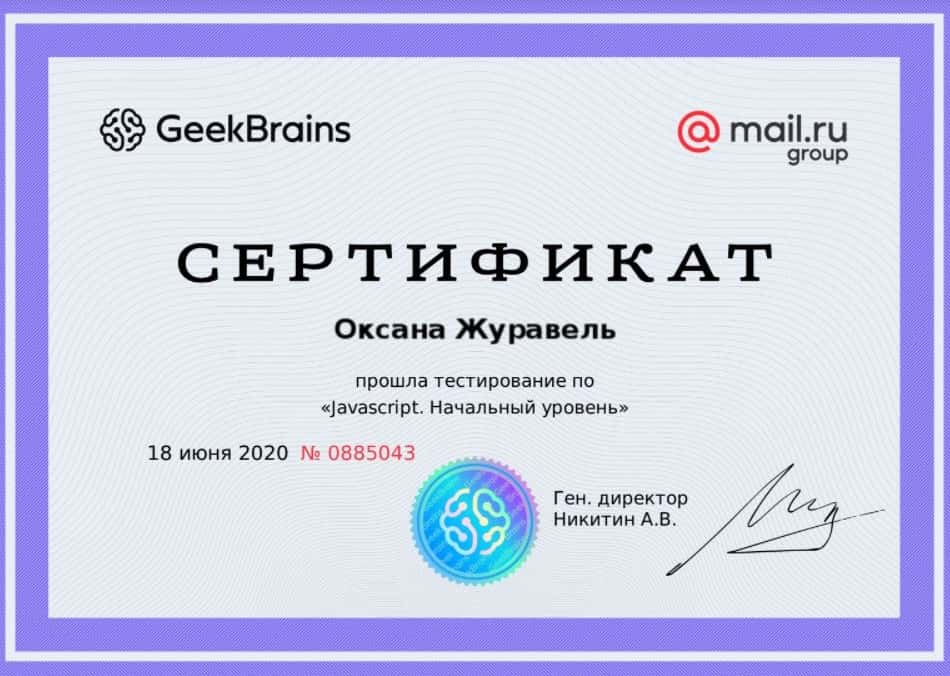 GeekBrains
@mail.ru
group
СЕРТИФИКАТ
Оксана Журавель
прошла тестирование по
«Javascript. Начальный уровень»
18 июня 2020 № 0885043
Ген. директор
Никитин А.В.